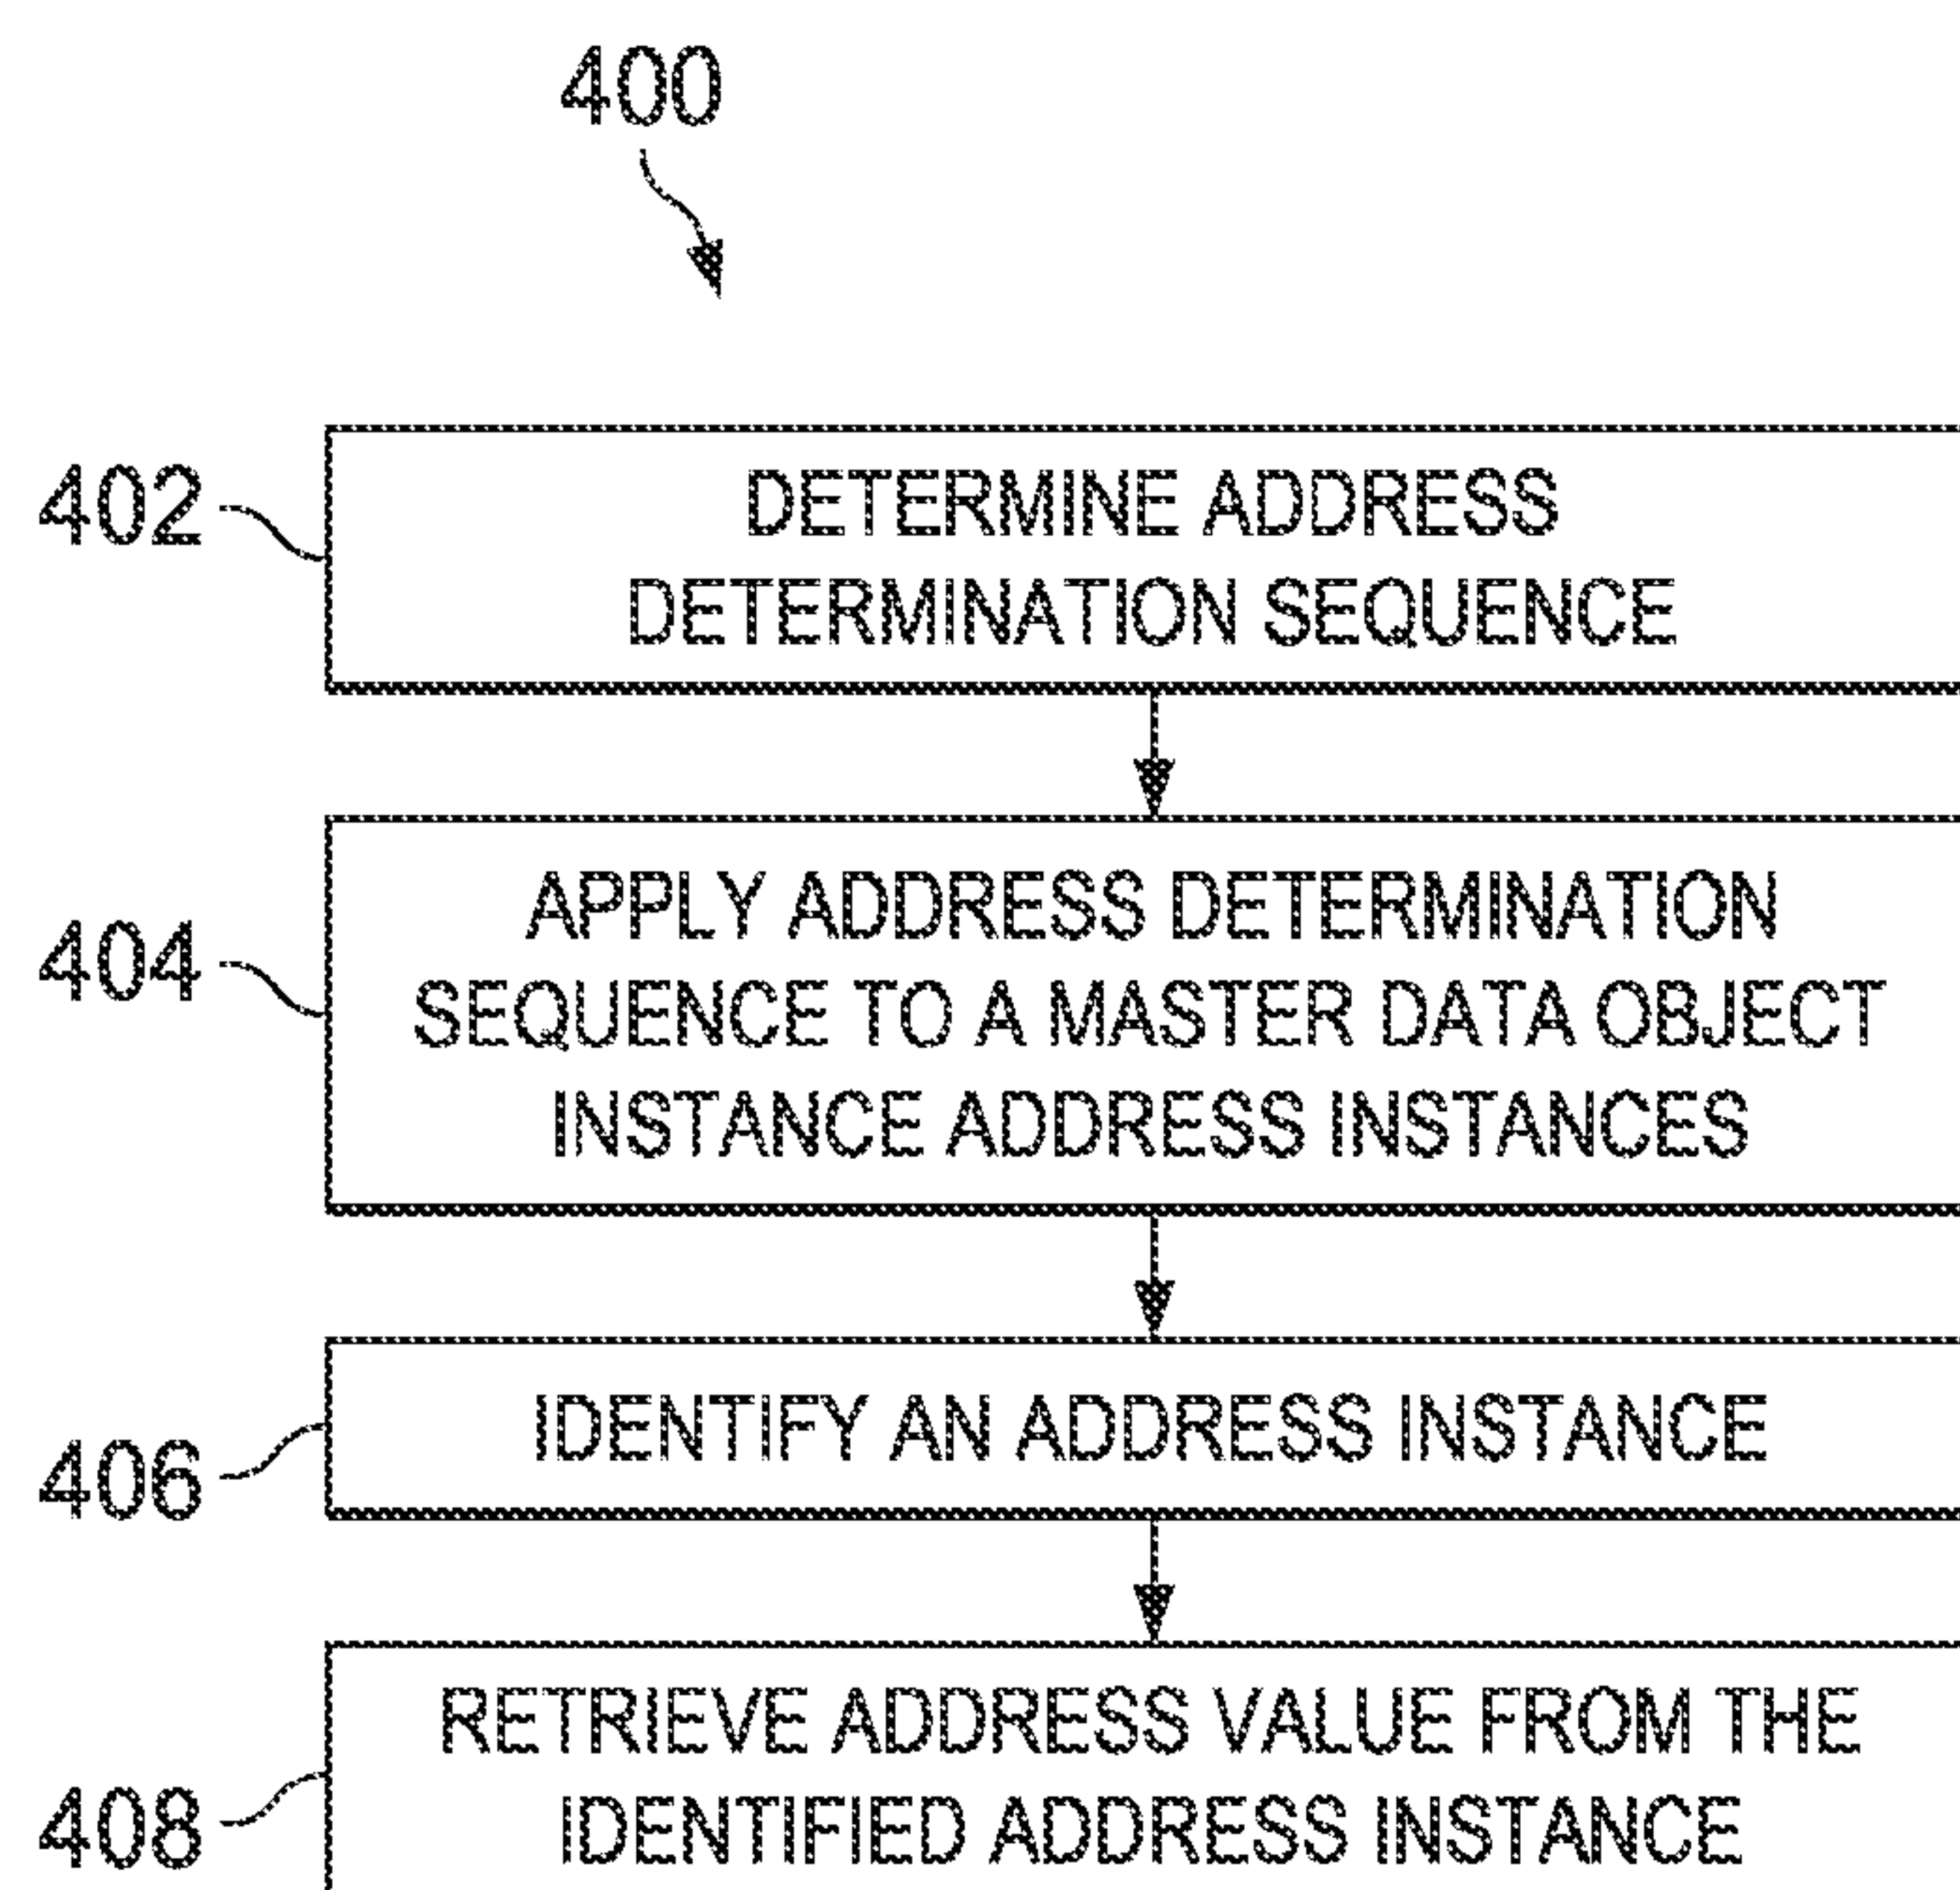 400
402
DETERMINE ADDRESS
DETERMINATION SEQUENCE
404
APPLY ADDRESS DETERMINATION
SEQUENCE TO A MASTER DATA OBJECT
INSTANCE ADDRESS INSTANCES
406
IDENTIFY AN ADDRESS INSTANCE
408
RETRIEVE ADDRESS VALUE FROM THE
IDENTIFIED ADDRESS INSTANCE